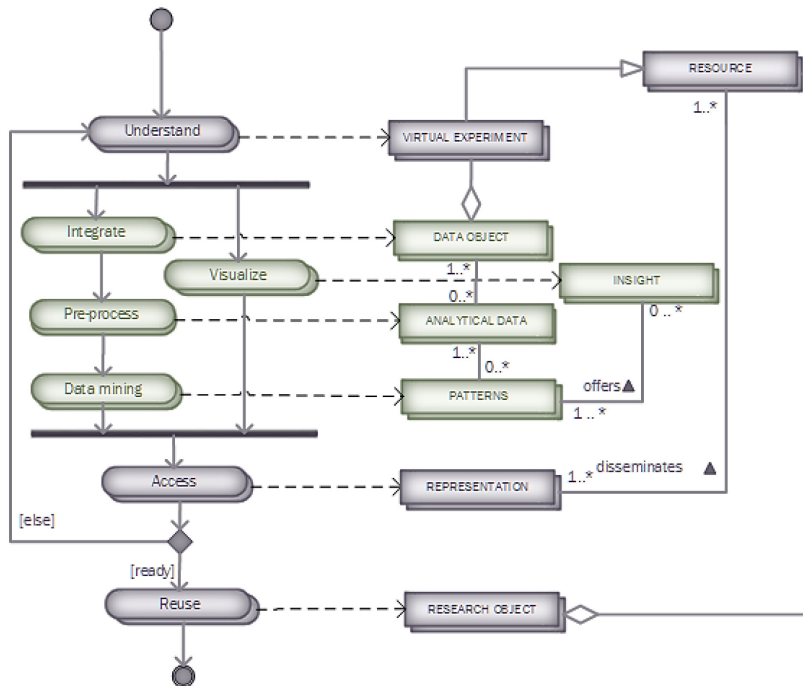 RESOURCE
1..*
Understand
VIRTUAL EXPERIMENT
Integrate
DATA OBJECT
1..*
Visualize
INSIGHT
0..*
0 .. *
Pre-process
ANALYTICAL DATA
1..*
0..*
Data mining
PATTERNS
offers
1 .. *
disseminates
1..*
Access
REPRESENTATION
[else]
[ready]
Reuse
RESEARCH OBJECT